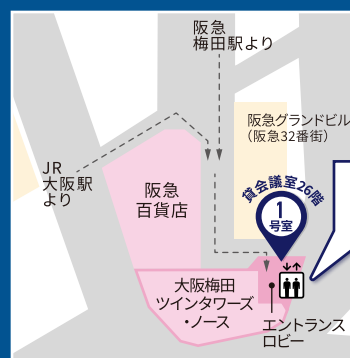 阪急
梅田駅より
阪急グランドビル
(阪急32番街)
JR
大阪駅
より
阪急
百貨店
貸会議室26階
1
号室
大阪梅田
ツインタワーズ
・ノース
エントランス
ロビー